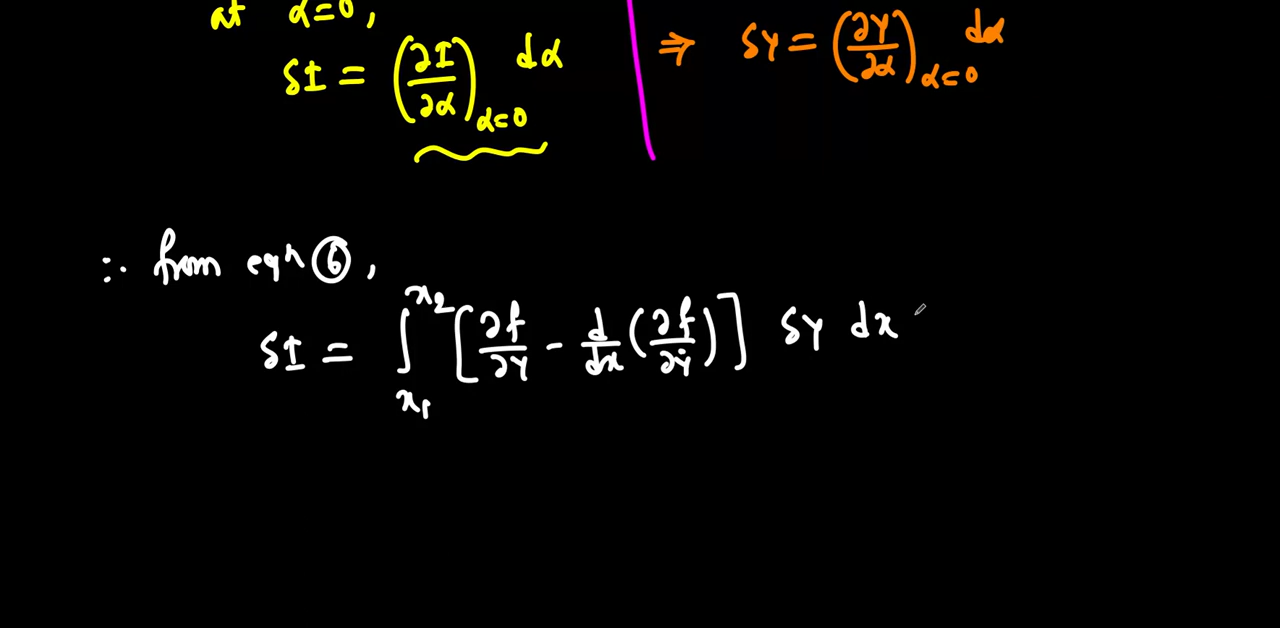 at α=0,
δI = (∂I/∂α)_{α=0} dα
⇒ δY = (∂Y/∂α)_{α=0} dα
∴ from eqn ⑥,
δI = ∫_{x₁}^{x₂} [∂f/∂Y - d/dx (∂f/∂Ẏ)] δY dx